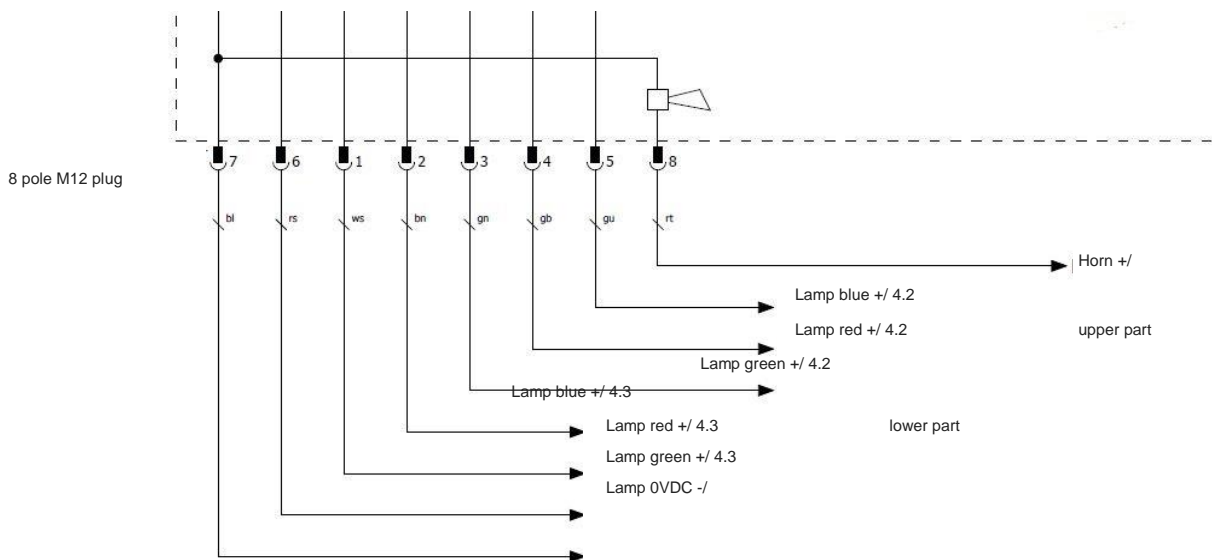 7 6 1 2 3 4 5 8
8 pole M12 plug
bl rs ws bn gn gb gu rt
Horn +/
Lamp blue +/ 4.2
Lamp red +/ 4.2 upper part
Lamp green +/ 4.2
Lamp blue +/ 4.3
Lamp red +/ 4.3 lower part
Lamp green +/ 4.3
Lamp 0VDC -/